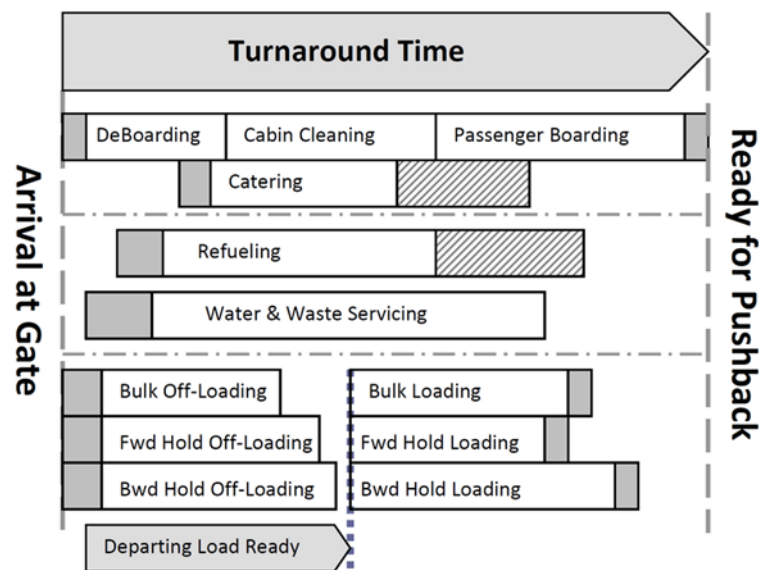 Turnaround Time
Arrival at Gate
Ready for Pushback
DeBoarding
Cabin Cleaning
Passenger Boarding
Catering
Refueling
Water & Waste Servicing
Bulk Off-Loading
Bulk Loading
Fwd Hold Off-Loading
Fwd Hold Loading
Bwd Hold Off-Loading
Bwd Hold Loading
Departing Load Ready